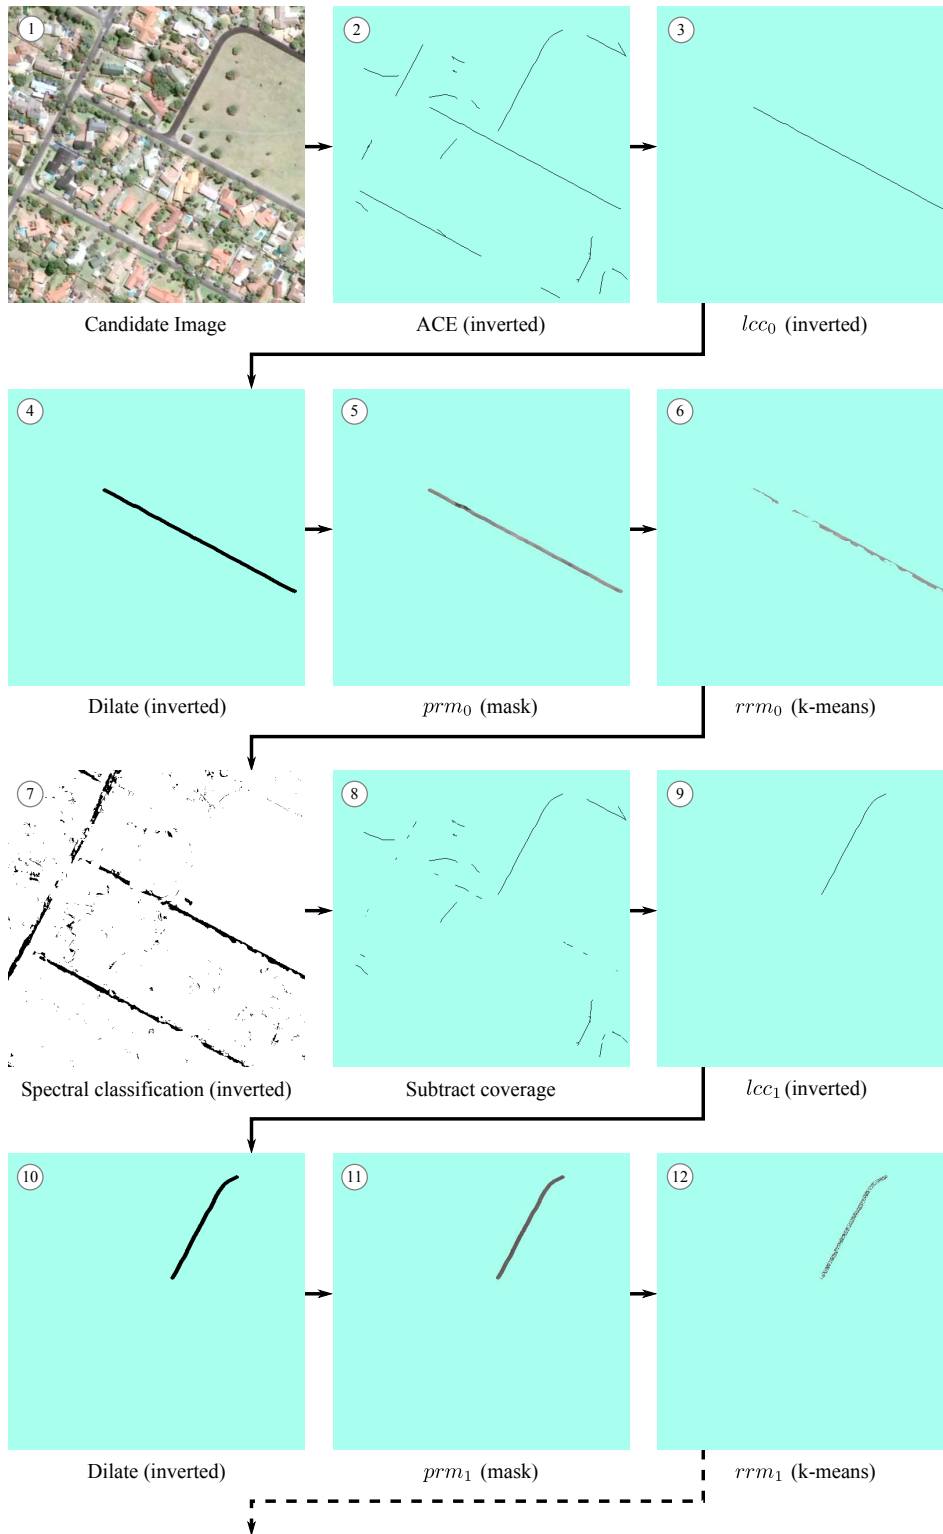 1
2
3
Candidate Image
ACE (inverted)
lcc₀ (inverted)
4
5
6
Dilate (inverted)
prm₀ (mask)
rrm₀ (k-means)
7
8
9
Spectral classification (inverted)
Subtract coverage
lcc₁ (inverted)
10
11
12
Dilate (inverted)
prm₁ (mask)
rrm₁ (k-means)